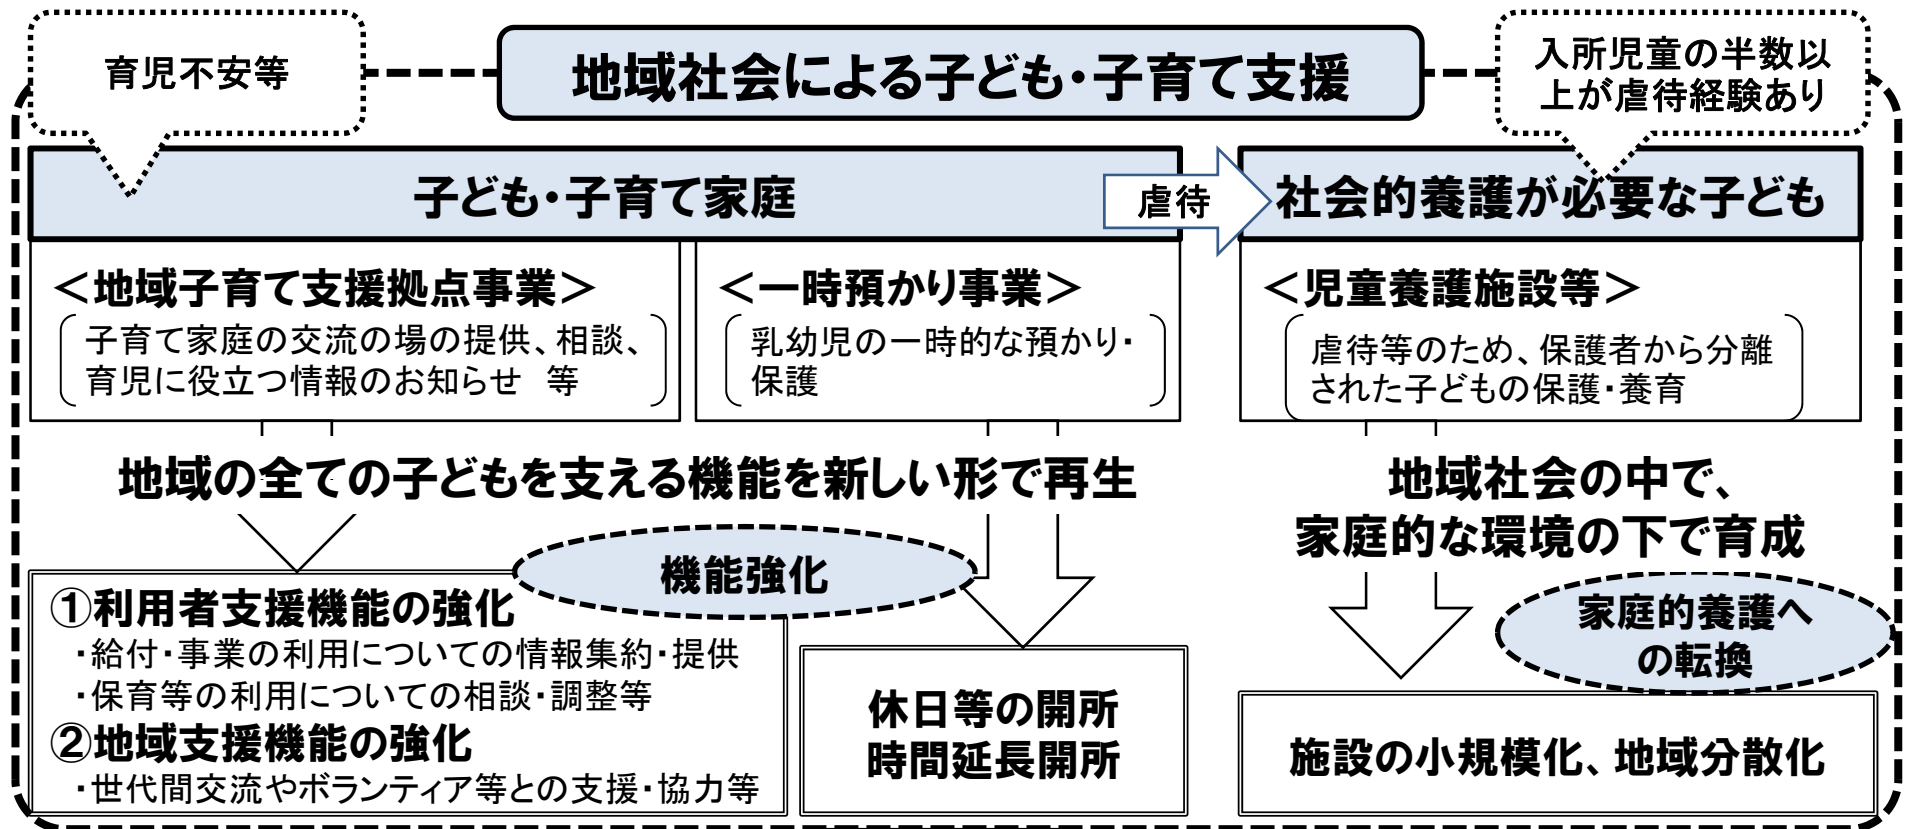 育児不安等
地域社会による子ども・子育て支援
入所児童の半数以
上が虐待経験あり
子ども・子育て家庭
虐待
社会的養護が必要な子ども
＜地域子育て支援拠点事業＞
子育て家庭の交流の場の提供、相談、
育児に役立つ情報のお知らせ　等
＜一時預かり事業＞
乳幼児の一時的な預かり・
保護
＜児童養護施設等＞
虐待等のため、保護者から分離
された子どもの保護・養育
地域の全ての子どもを支える機能を新しい形で再生
地域社会の中で、
家庭的な環境の下で育成
機能強化
①利用者支援機能の強化
・給付・事業の利用についての情報集約・提供
・保育等の利用についての相談・調整等
②地域支援機能の強化
・世代間交流やボランティア等との支援・協力等
休日等の開所
時間延長開所
家庭的養護へ
の転換
施設の小規模化、地域分散化